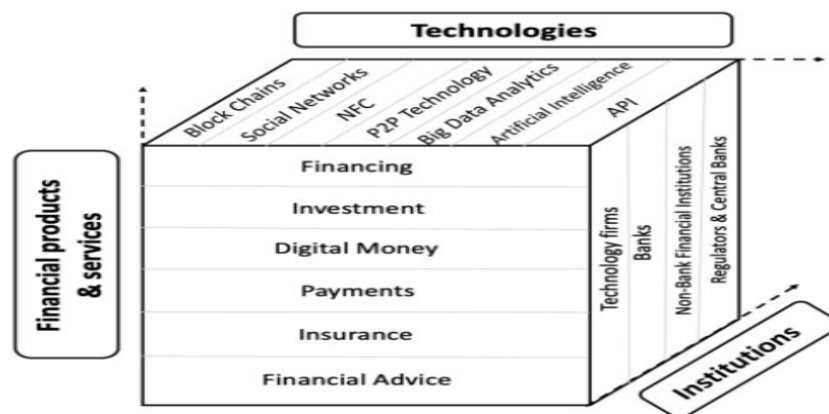 Technologies
Block Chains
Social Networks
NFC
P2P Technology
Big Data Analytics
Artificial Intelligence
API
Financial products
& services
Financing
Investment
Digital Money
Payments
Insurance
Financial Advice
Technology firms
Banks
Non-Bank Financial Institutions
Regulators & Central Banks
Institutions